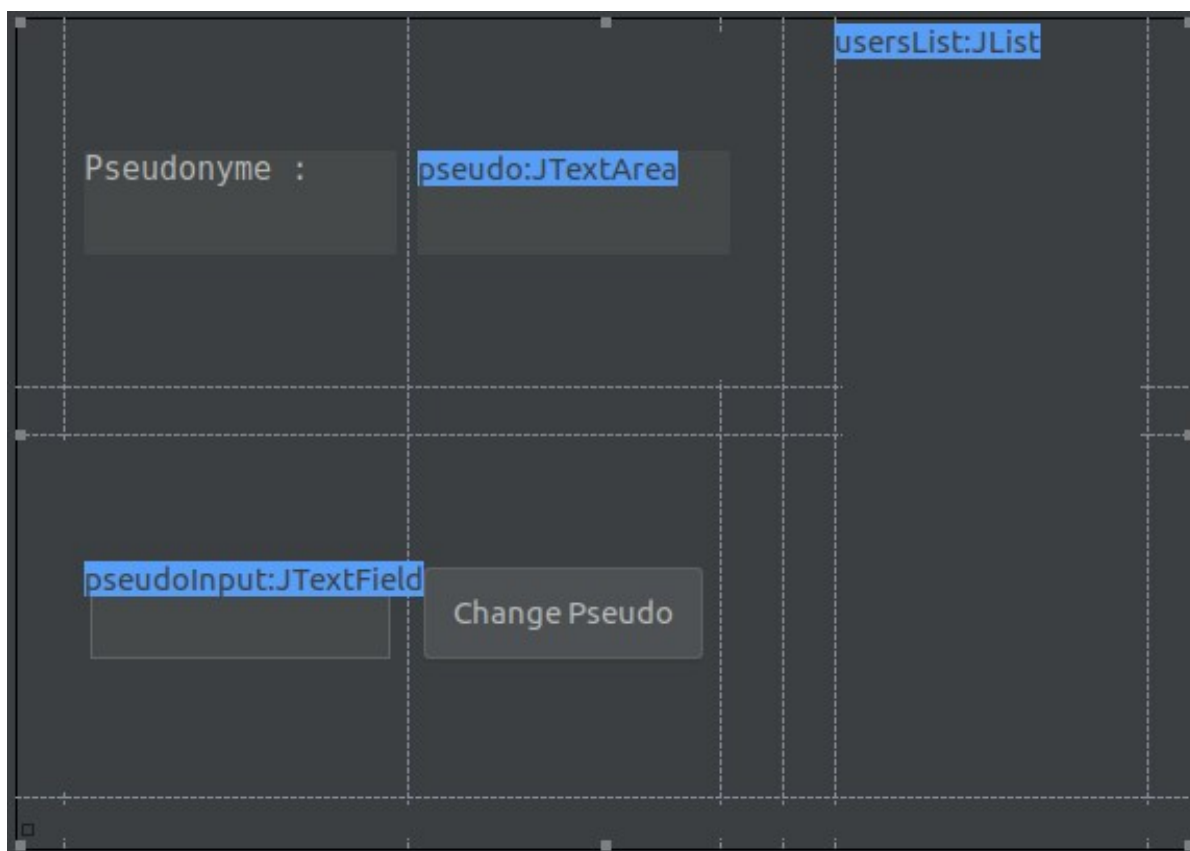 usersList:JList
Pseudonyme :
pseudo:JTextArea
pseudoInput:JTextField
Change Pseudo